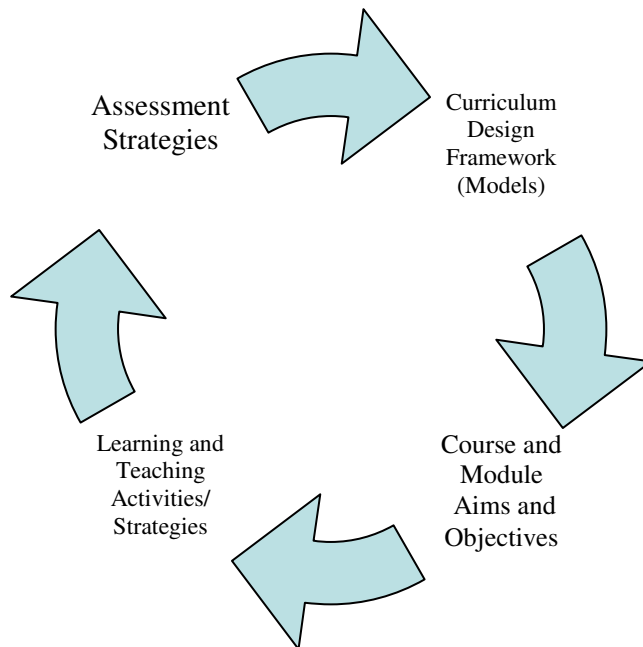 Assessment
Strategies
Curriculum
Design
Framework
(Models)
Course and
Module
Aims and
Objectives
Learning and
Teaching
Activities/
Strategies